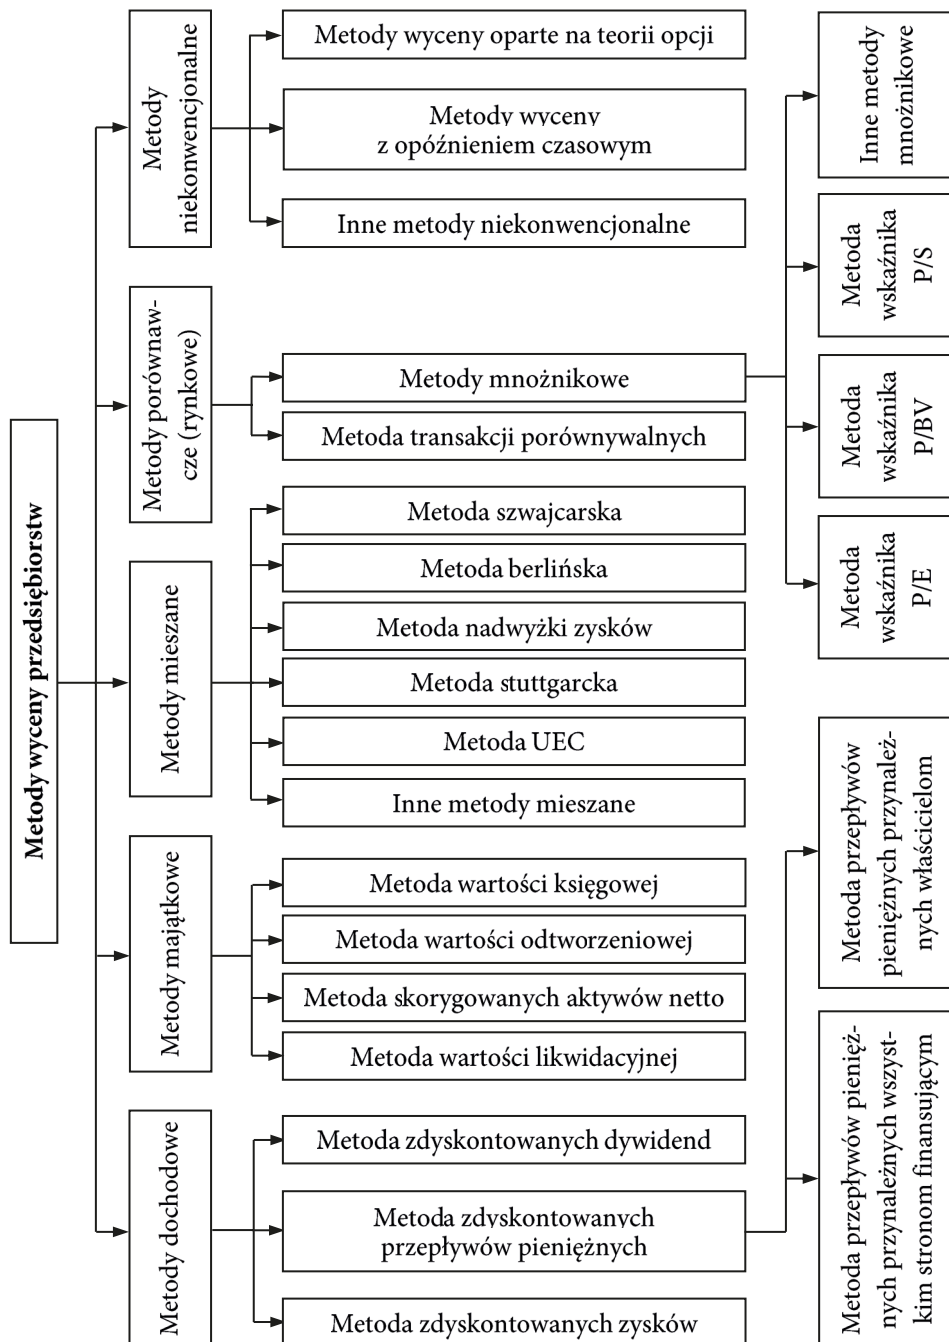 Metody wyceny przedsiębiorstw
Metody
niekonwencjonalne
Metody wyceny oparte na teorii opcji
Metody wyceny
z opóźnieniem czasowym
Inne metody niekonwencjonalne
Metody porównaw-
cze (rynkowe)
Metody mnożnikowe
Metoda transakcji porównywalnych
Inne metody
mnożnikowe
Metoda
wskaźnika
P/S
Metoda
wskaźnika
P/BV
Metoda
wskaźnika
P/E
Metody mieszane
Metoda szwajcarska
Metoda berlińska
Metoda nadwyżki zysków
Metoda stuttgarcka
Metoda UEC
Inne metody mieszane
Metody majątkowe
Metoda wartości księgowej
Metoda wartości odtworzeniowej
Metoda skorygowanych aktywów netto
Metoda wartości likwidacyjnej
Metody dochodowe
Metoda zdyskontowanych dywidend
Metoda zdyskontowanych
przepływów pieniężnych
Metoda zdyskontowanych zysków
Metoda przepływów
pieniężnych przynależ-
nych właścicielom
Metoda przepływów pienięż-
nych przynależnych wszyst-
kim stronom finansującym